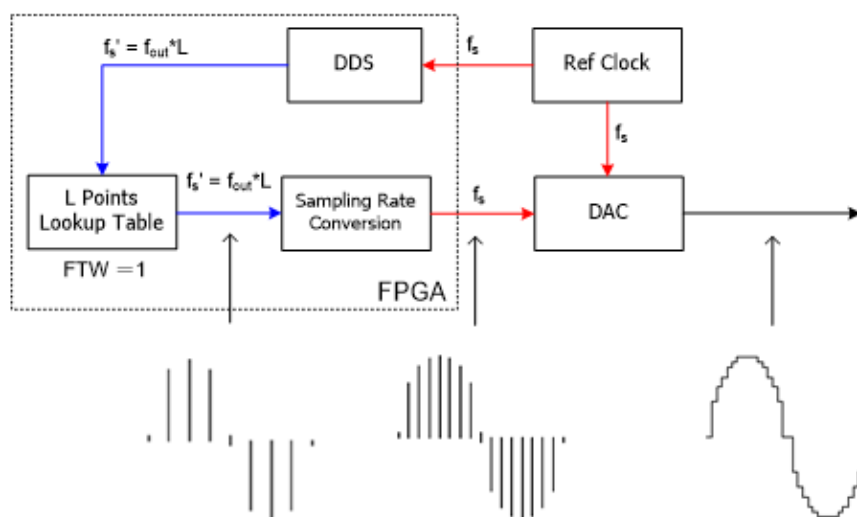 fs' = fout*L
DDS
fs
Ref Clock
fs
L Points
Lookup Table
fs' = fout*L
Sampling Rate
Conversion
fs
DAC
FTW =1
FPGA